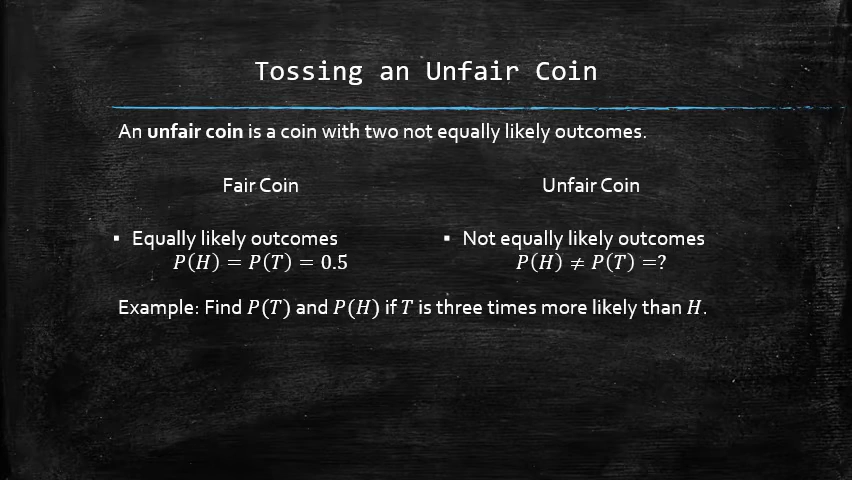 Tossing an Unfair Coin
An unfair coin is a coin with two not equally likely outcomes.
Fair Coin
▪ Equally likely outcomes
P(H) = P(T) = 0.5
Unfair Coin
▪ Not equally likely outcomes
P(H) ≠ P(T) =?
Example: Find P(T) and P(H) if T is three times more likely than H.